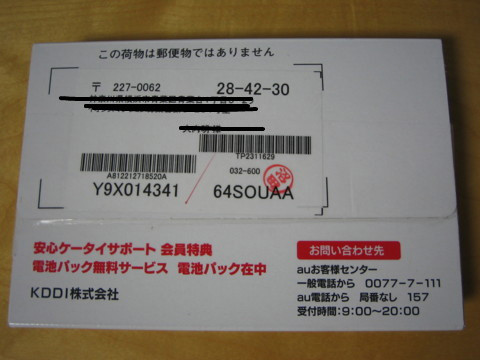 この荷物は郵便物ではありません
〒 227-0062 28-42-30
TP2311629
A812212718520A 032-600
Y9X014341 64SOUAA
安心ケータイサポート 会員特典
電池パック無料サービス 電池パック在中
KDDI株式会社
お問い合わせ先
auお客様センター
一般電話から 0077-7-111
au電話から 局番なし 157
受付時間:9:00~20:00